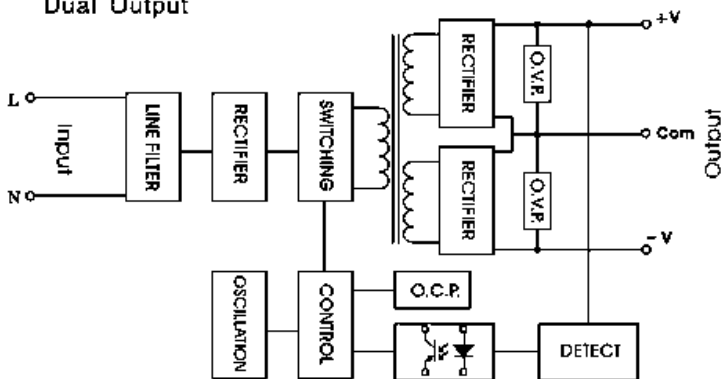 Dual Output
+V
RECTIFIER
O.V.P.
L
LINE FILTER
RECTIFIER
SWITCHING
Input
Com
Output
N
RECTIFIER
O.V.P.
- V
OSCILLATION
CONTROL
O.C.P.
DETECT